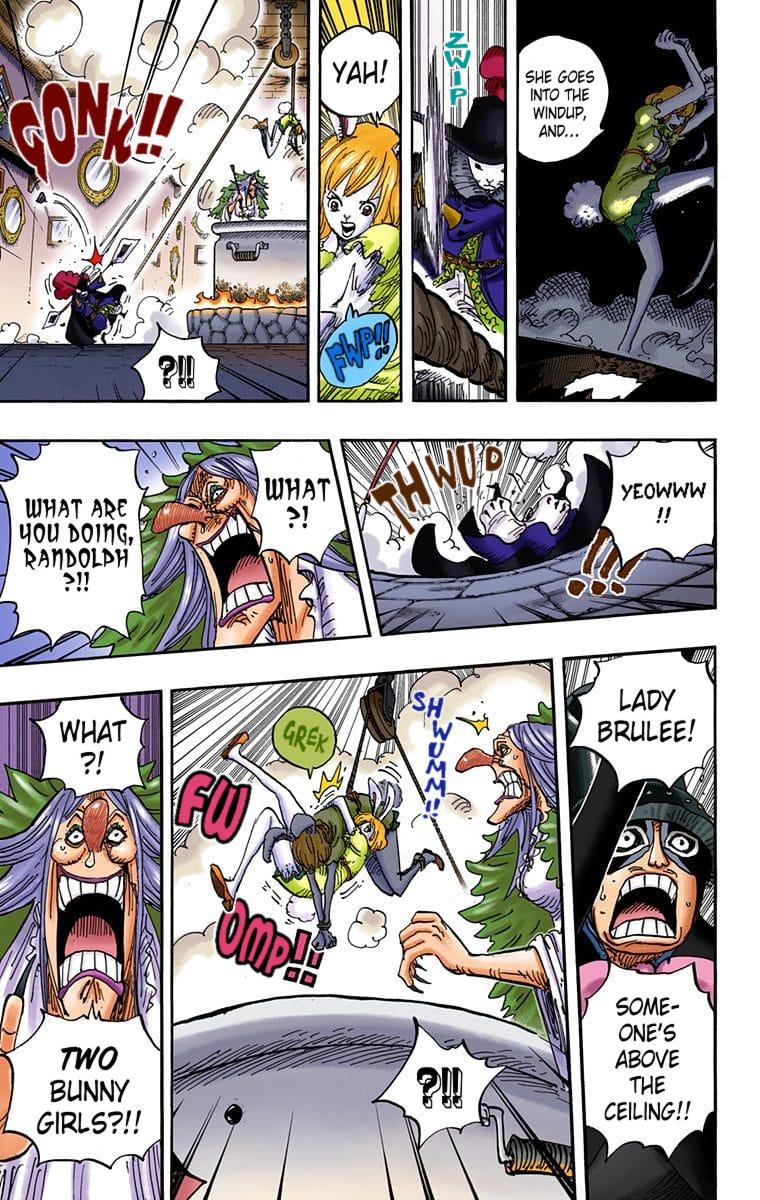 SHE GOES
INTO THE
WINDUP,
AND...
ZWIP
YAH!
FWP!!
GONK!!
?!!
YEOWWW
!!
THWUD
!!!
WHAT
?!
WHAT ARE
YOU DOING,
RANDOLPH
?!!
LADY
BRULEE!
SOME-
ONE'S
ABOVE
THE
CEILING!!
SHWUMM!!
GREK
FW
OMP!!
?!!
WHAT
?!
TWO
BUNNY
GIRLS?!!